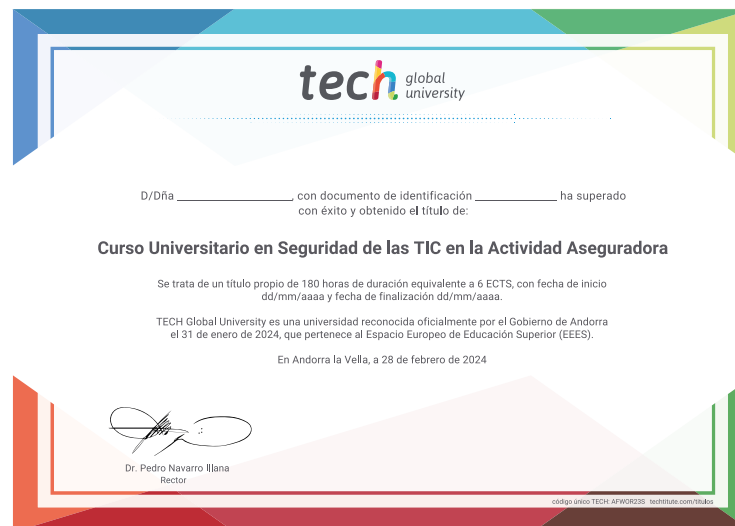 tech global university
D/Dña ____________, con documento de identificación ____________ ha superado
con éxito y obtenido el título de:
Curso Universitario en Seguridad de las TIC en la Actividad Aseguradora
Se trata de un título propio de 180 horas de duración equivalente a 6 ECTS, con fecha de inicio
dd/mm/aaaa y fecha de finalización dd/mm/aaaa.
TECH Global University es una universidad reconocida oficialmente por el Gobierno de Andorra
el 31 de enero de 2024, que pertenece al Espacio Europeo de Educación Superior (EEES).
En Andorra la Vella, a 28 de febrero de 2024
Dr. Pedro Navarro Illana
Rector
código único TECH: AFWOR23S techtitute.com/titulos